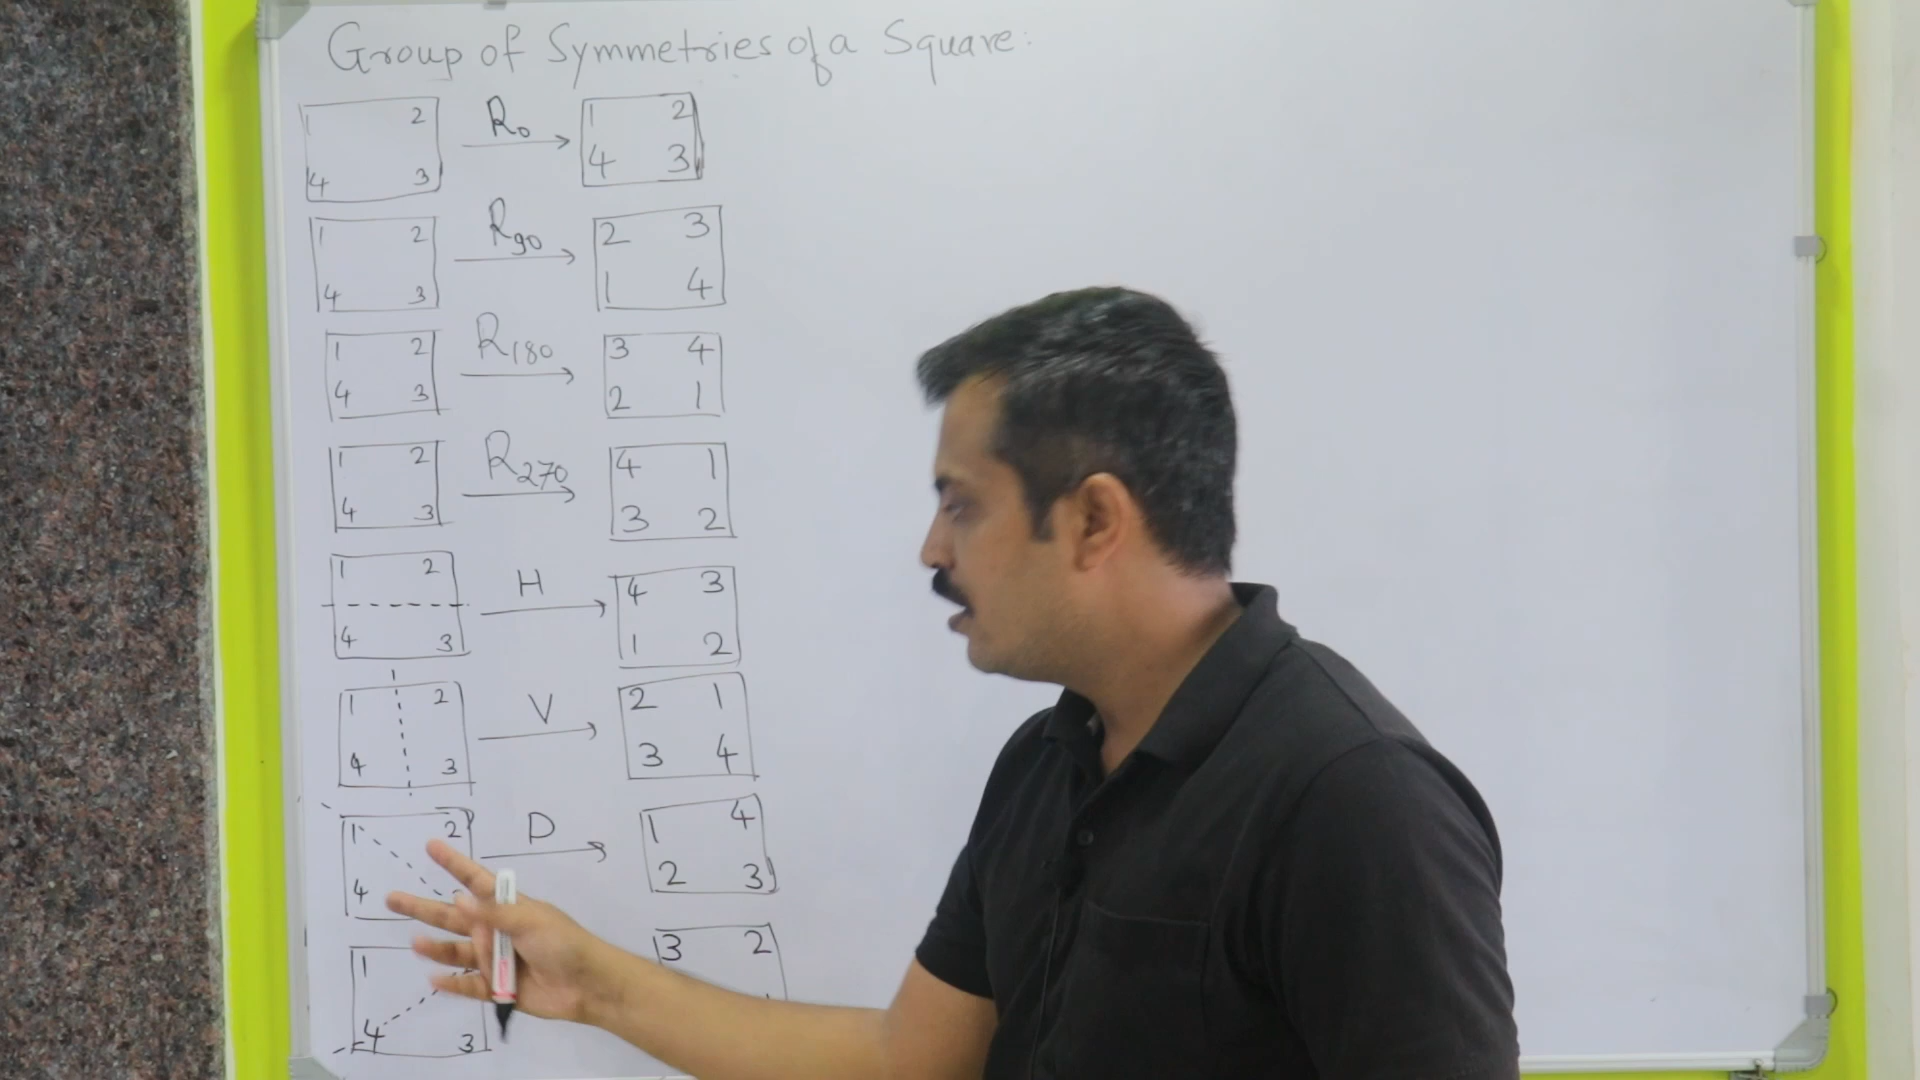 Group of Symmetries of a Square:
1 2 R0 1 2
4 3 4 3
1 2 R90 2 3
4 3 1 4
1 2 R180 3 4
4 3 2 1
1 2 R270 4 1
4 3 3 2
1 2 H 4 3
4 3 1 2
1 2 V 2 1
4 3 3 4
1 2 D 1 4
4 2 3
1 3 2
4 3